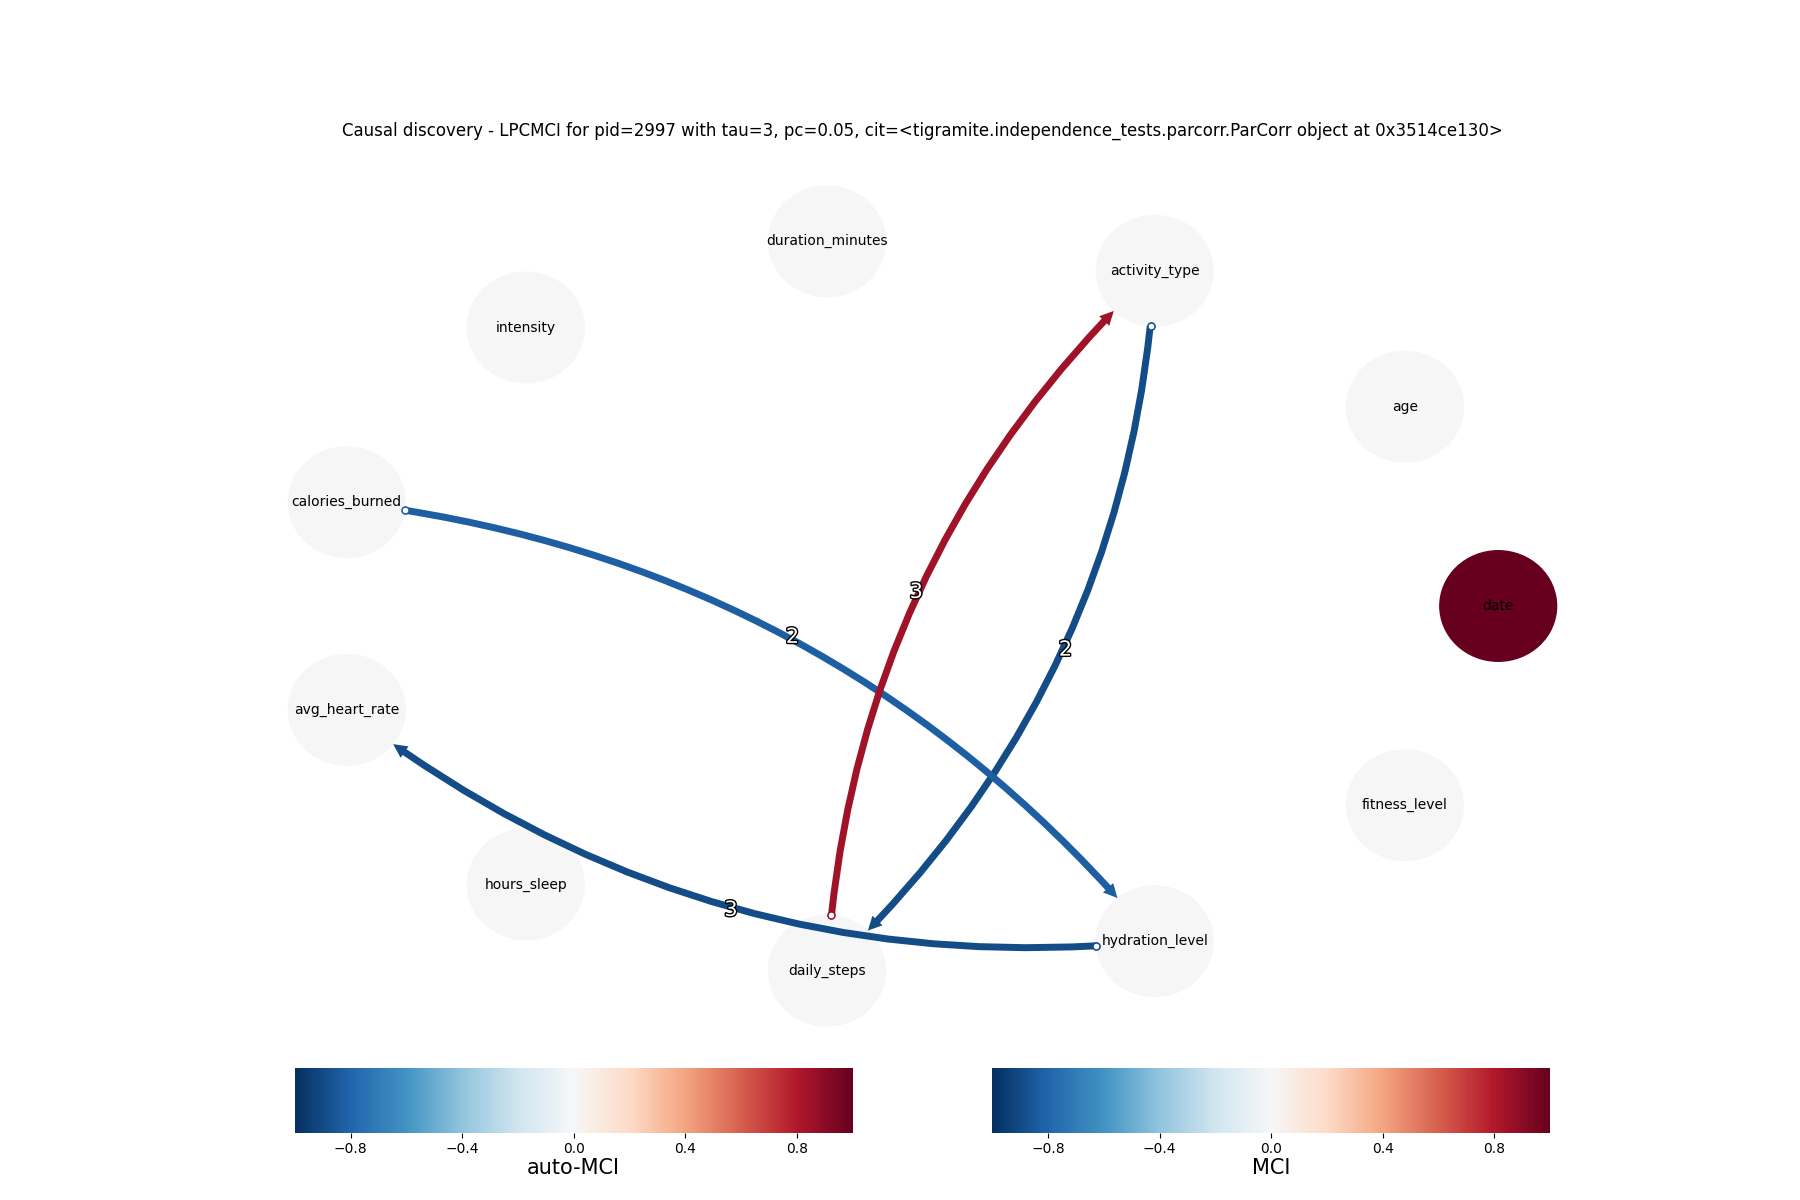 Causal discovery - LPCMCI for pid=2997 with tau=3, pc=0.05, cit=<tigramite.independence_tests.parcorr.ParCorr object at 0x3514ce130>
duration_minutes
activity_type
intensity
age
calories_burned
3
date
2
2
avg_heart_rate
fitness_level
hours_sleep
3
hydration_level
daily_steps
−0.8 −0.4 0.0 0.4 0.8
auto-MCI
−0.8 −0.4 0.0 0.4 0.8
MCI